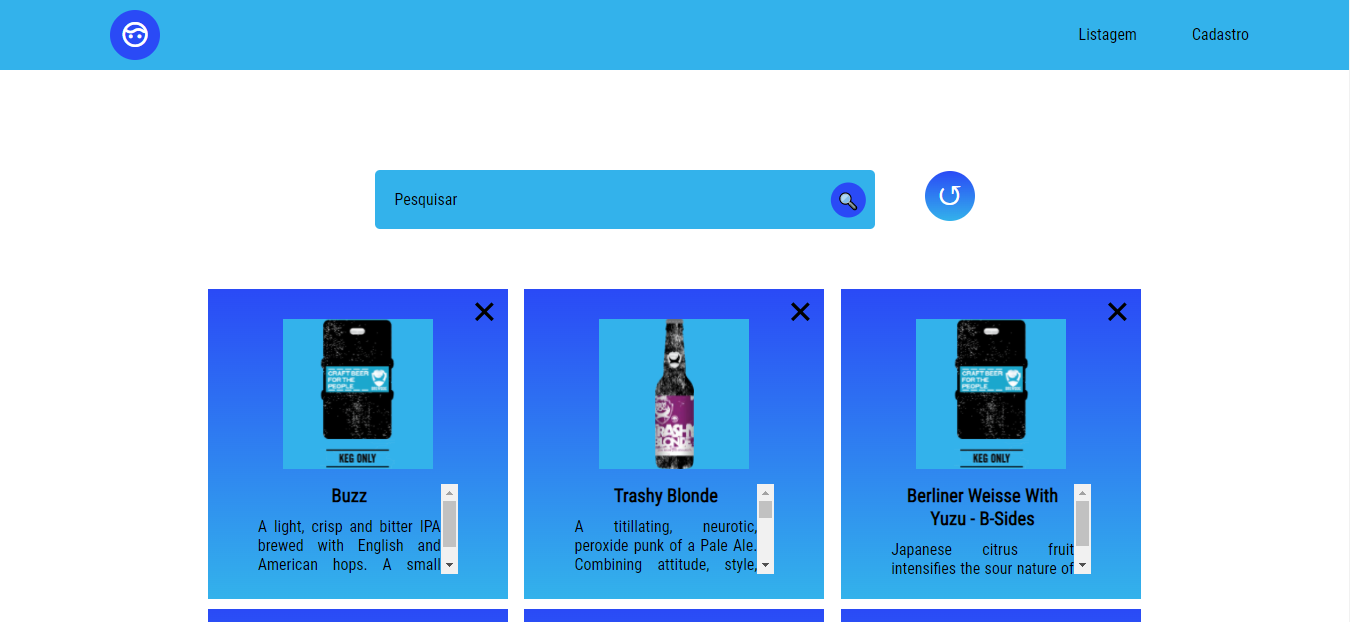 Listagem
Cadastro
Pesquisar
CRAFT BEER
FOR THE
PEOPLE
KEG ONLY
Buzz
A light, crisp and bitter IPA
brewed with English and
American hops. A small
TRASHY
BLONDE
Trashy Blonde
A titillating, neurotic,
peroxide punk of a Pale Ale.
Combining attitude, style,
CRAFT BEER
FOR THE
PEOPLE
KEG ONLY
Berliner Weisse With
Yuzu - B-Sides
Japanese citrus fruit
intensifies the sour nature of